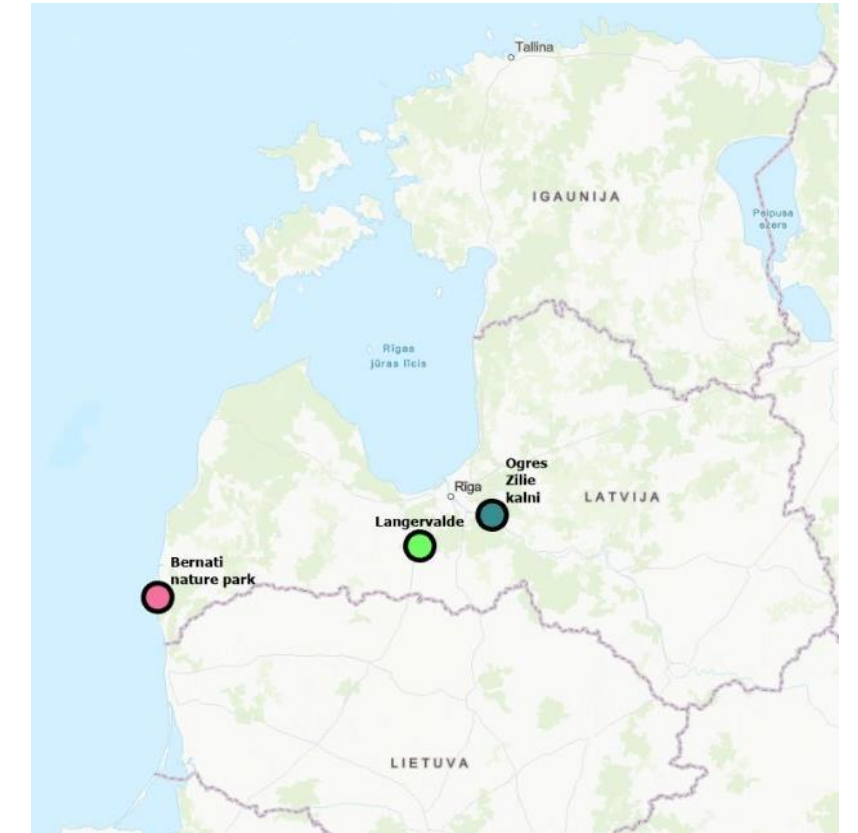 Tallina
IGAUNIJA
Peipusa
ezers
Rīgas
jūras līcis
Ogres
Zilie
kalni
Rīga
LATVIJA
Langervalde
Bernati
nature park
LIETUVA